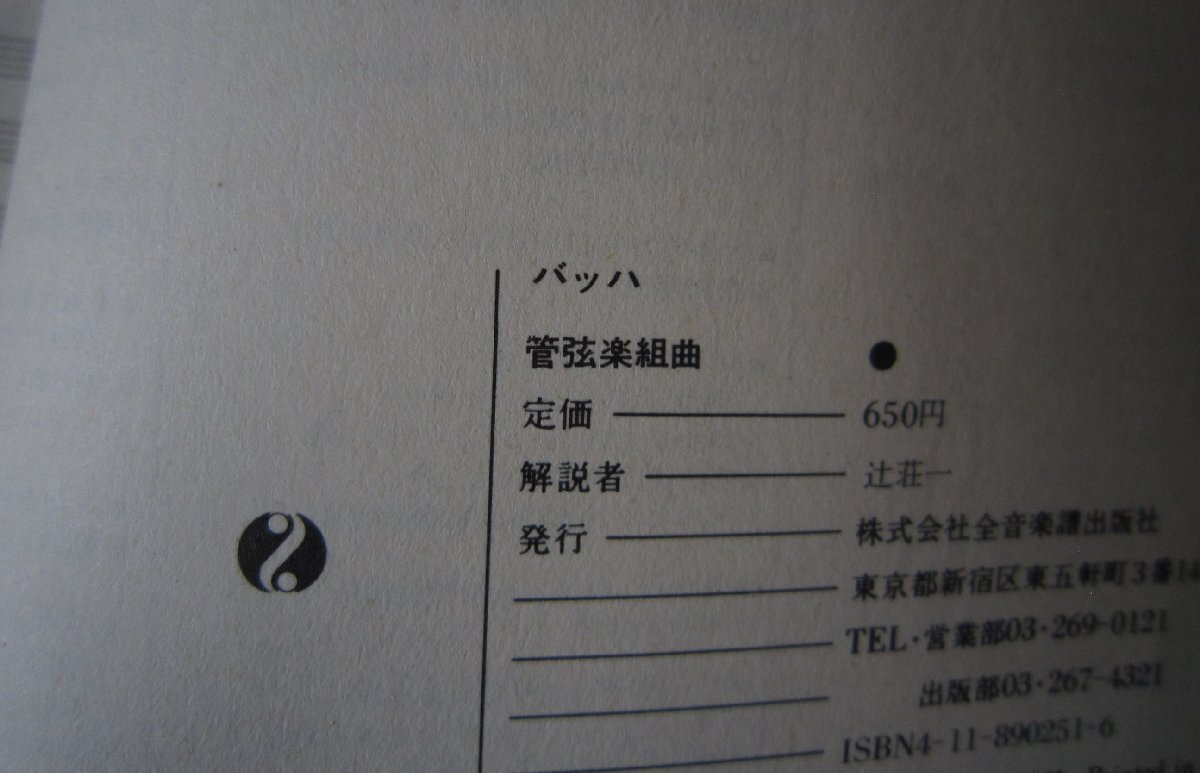 バッハ
管弦楽組曲 ●
定価 ――― 650円
解説者 ――― 辻荘一
発行 ――― 株式会社全音楽譜出版社
東京都新宿区東五軒町3番14
TEL・営業部03・269-0121
出版部03・267-4321
ISBN4-11-890251-6